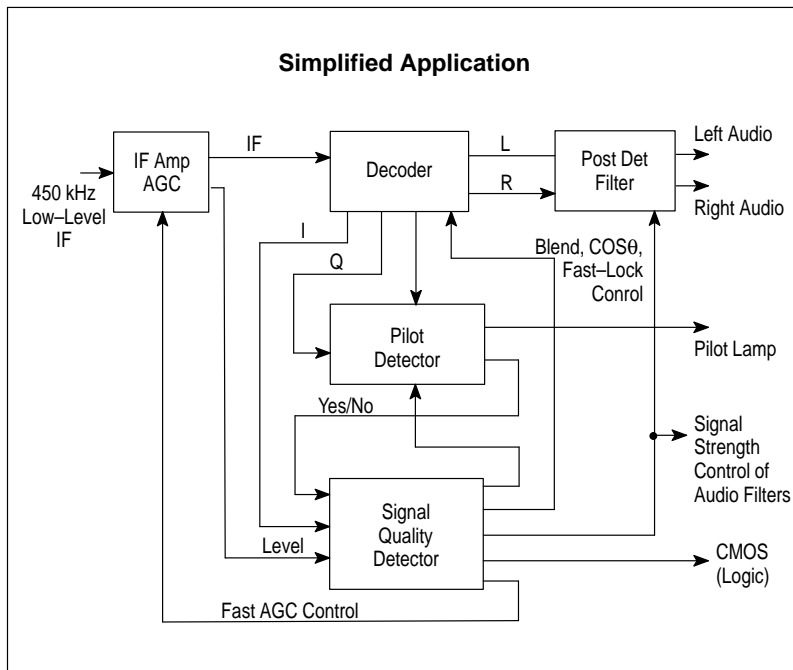 Simplified Application
IF Amp
AGC
450 kHz
Low–Level
IF
IF
Decoder
L
R
Post Det
Filter
Left Audio
Right Audio
I
Q
Blend, COSθ,
Fast–Lock
Conrol
Pilot
Detector
Pilot Lamp
Yes/No
Signal
Strength
Control of
Audio Filters
Signal
Quality
Detector
Level
CMOS
(Logic)
Fast AGC Control